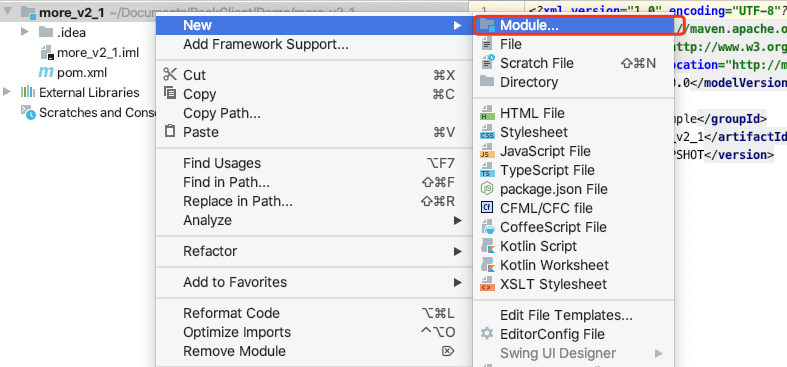 more_v2_1 ~/Documents/BookClient/Demo/more_v2_1
.idea
more_v2_1.iml
pom.xml
External Libraries
Scratches and Conso
New
Add Framework Support...
Cut ⌘X
Copy ⌘C
Copy Path...
Paste ⌘V
Find Usages ⌥F7
Find in Path... ⇧⌘F
Replace in Path... ⇧⌘R
Analyze
Refactor
Add to Favorites
Reformat Code ⌥⌘L
Optimize Imports ^⌥O
Remove Module ⌦
Module...
File
Scratch File ⇧⌘N
Directory
HTML File
Stylesheet
JavaScript File
TypeScript File
package.json File
CFML/CFC file
CoffeeScript File
Kotlin Script
Kotlin Worksheet
XSLT Stylesheet
Edit File Templates...
EditorConfig File
Swing UI Designer
1
<?xml version="1.0" encoding="UTF-8"?
//maven.apache.o
http://www.w3.org
ocation="http://m
0.0</modelVersion
mple</groupId>
_v2_1</artifactId
PSHOT</version>